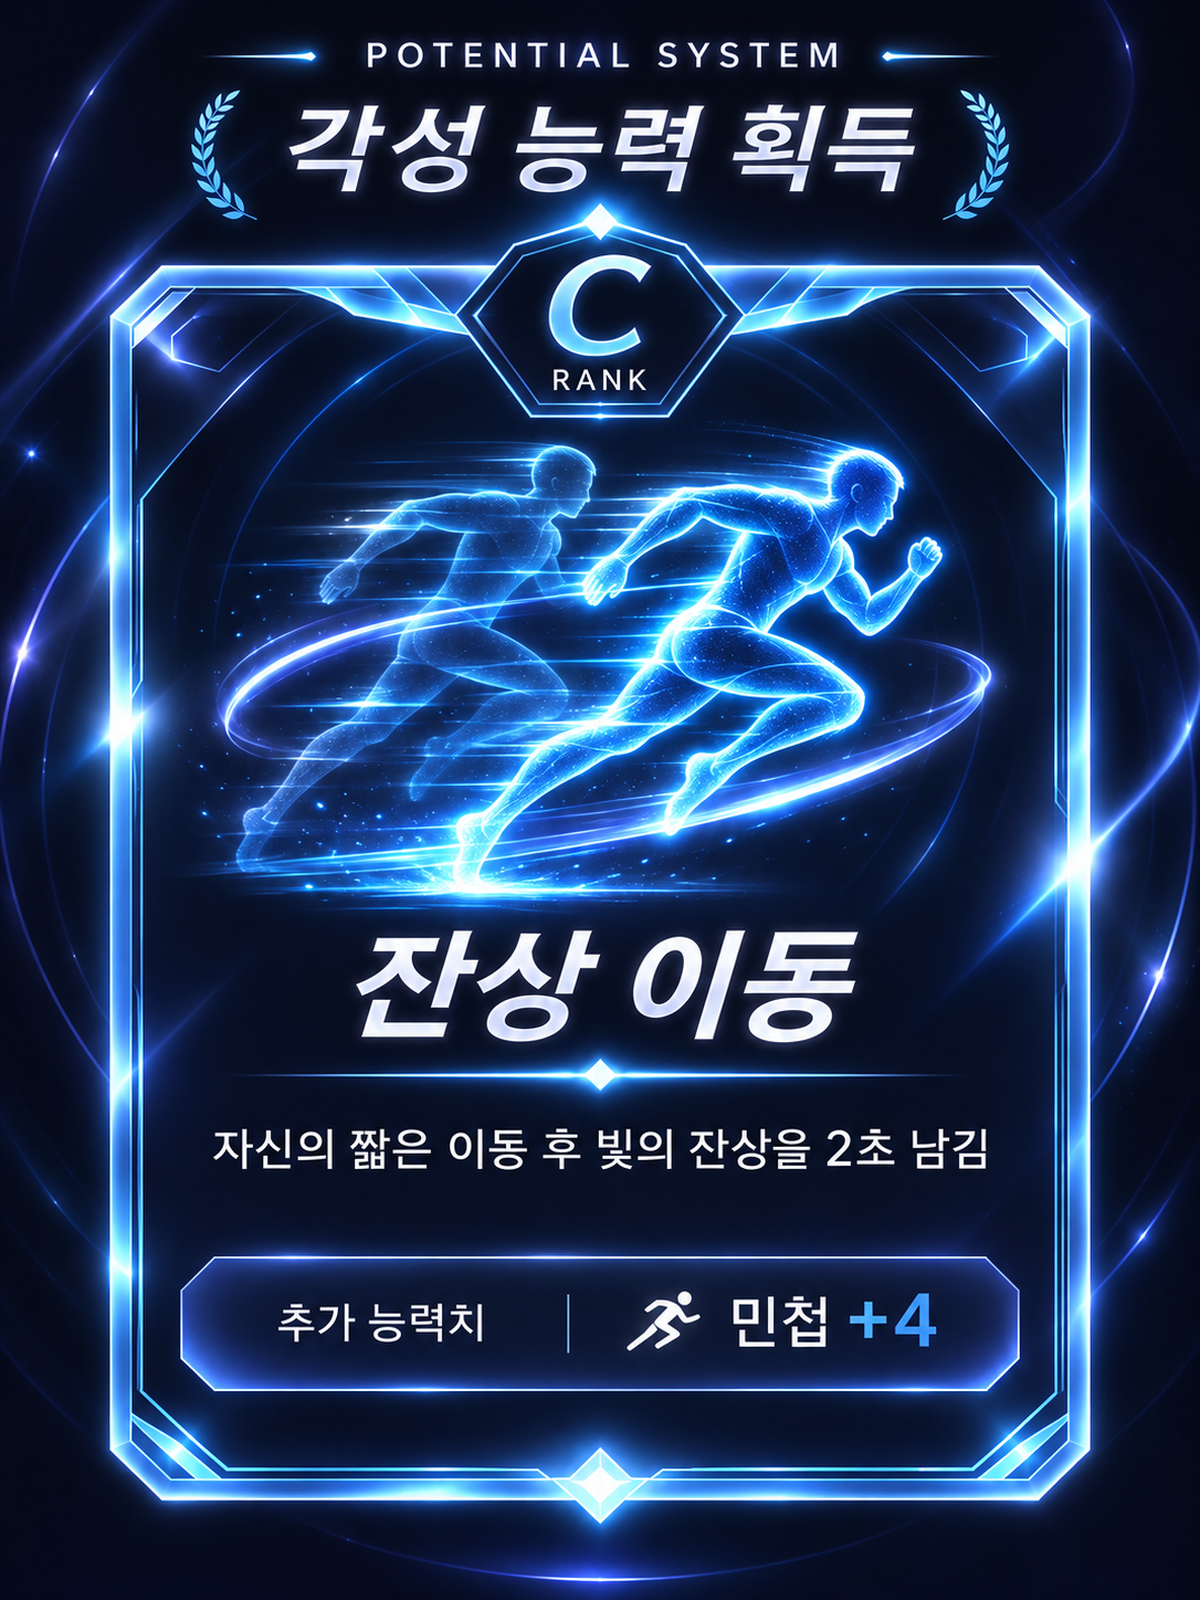 POTENTIAL SYSTEM
각성 능력 획득
C
RANK
잔상 이동
자신의 짧은 이동 후 빛의 잔상을 2초 남김
추가 능력치 민첩 +4